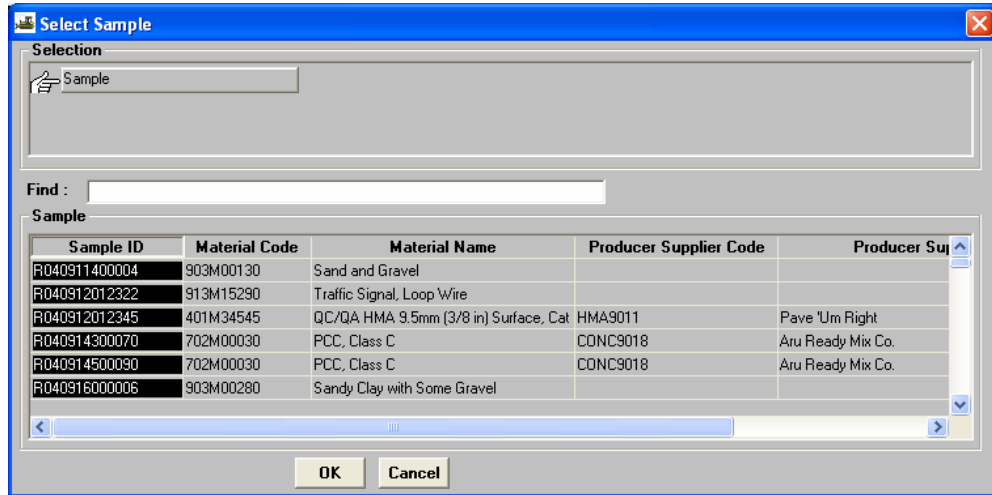 Select Sample
Selection
Sample
Find :
Sample
Sample ID Material Code Material Name Producer Supplier Code Producer Sup
R040911400004 903M00130 Sand and Gravel
R040912012322 913M15290 Traffic Signal, Loop Wire
R040912012345 401M34545 QC/QA HMA 9.5mm (3/8 in) Surface, Cat HMA9011 Pave 'Um Right
R040914300070 702M00030 PCC, Class C CONC9018 Aru Ready Mix Co.
R040914500090 702M00030 PCC, Class C CONC9018 Aru Ready Mix Co.
R040916000006 903M00280 Sandy Clay with Some Gravel
OK Cancel